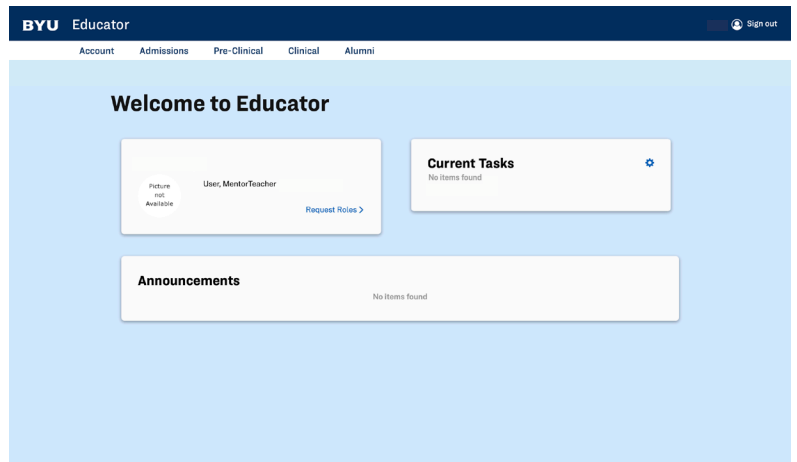 BYU Educator Sign out
Account Admissions Pre-Clinical Clinical Alumni
Welcome to Educator
Picture
not
Available
User, MentorTeacher
Request Roles
Current Tasks
No items found
Announcements
No items found